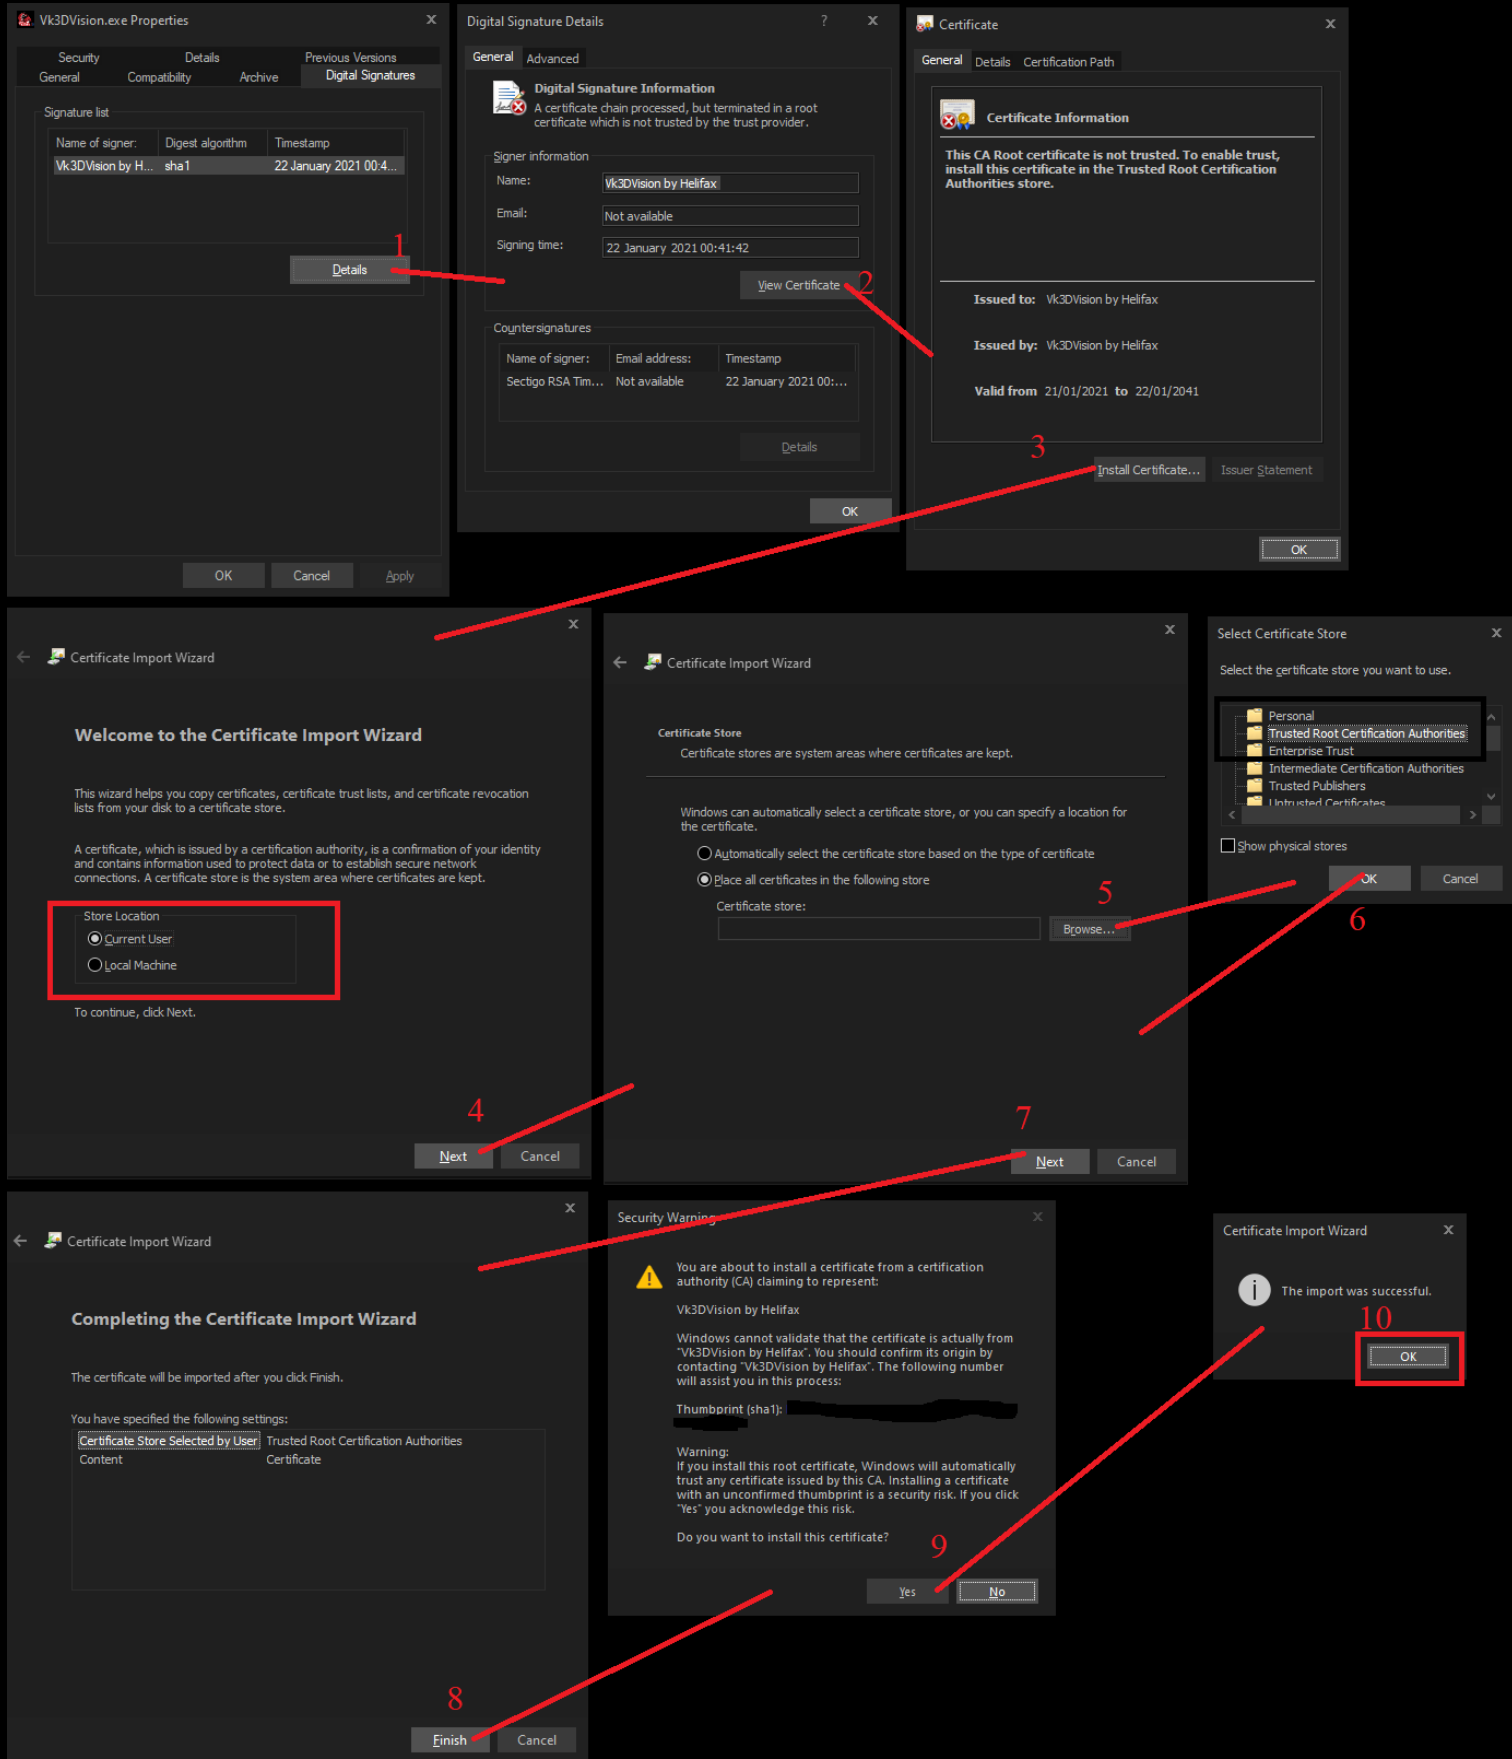 Vk3DVision.exe Properties
Security Details Previous Versions
General Compatibility Archive Digital Signatures
Signature list
Name of signer: Digest algorithm Timestamp
Vk3DVision by H... sha1 22 January 2021 00:4...
1
Details
OK Cancel Apply
Digital Signature Details
General Advanced
Digital Signature Information
A certificate chain processed, but terminated in a root
certificate which is not trusted by the trust provider.
Signer information
Name: Vk3DVision by Helifax
Email: Not available
Signing time: 22 January 2021 00:41:42
View Certificate
2
Countersignatures
Name of signer: Email address: Timestamp
Sectigo RSA Tim... Not available 22 January 2021 00:...
Details
OK
Certificate
General Details Certification Path
Certificate Information
This CA Root certificate is not trusted. To enable trust,
install this certificate in the Trusted Root Certification
Authorities store.
Issued to: Vk3DVision by Helifax
Issued by: Vk3DVision by Helifax
Valid from 21/01/2021 to 22/01/2041
3
Install Certificate... Issuer Statement
OK
Certificate Import Wizard
Welcome to the Certificate Import Wizard
This wizard helps you copy certificates, certificate trust lists, and certificate revocation
lists from your disk to a certificate store.
A certificate, which is issued by a certification authority, is a confirmation of your identity
and contains information used to protect data or to establish secure network
connections. A certificate store is the system area where certificates are kept.
Store Location
Current User
Local Machine
To continue, click Next.
4
Next Cancel
Certificate Import Wizard
Certificate Store
Certificate stores are system areas where certificates are kept.
Windows can automatically select a certificate store, or you can specify a location for
the certificate.
Automatically select the certificate store based on the type of certificate
Place all certificates in the following store
Certificate store:
5
Browse...
7
Next Cancel
Select Certificate Store
Select the certificate store you want to use.
Personal
Trusted Root Certification Authorities
Enterprise Trust
Intermediate Certification Authorities
Trusted Publishers
Untrusted Certificates
Show physical stores
OK Cancel
6
Certificate Import Wizard
Completing the Certificate Import Wizard
The certificate will be imported after you click Finish.
You have specified the following settings:
Certificate Store Selected by User Trusted Root Certification Authorities
Content Certificate
8
Finish Cancel
Security Warning
You are about to install a certificate from a certification
authority (CA) claiming to represent:
Vk3DVision by Helifax
Windows cannot validate that the certificate is actually from
"Vk3DVision by Helifax". You should confirm its origin by
contacting "Vk3DVision by Helifax". The following number
will assist you in this process:
Thumbprint (sha1):
Warning:
If you install this root certificate, Windows will automatically
trust any certificate issued by this CA. Installing a certificate
with an unconfirmed thumbprint is a security risk. If you click
"Yes" you acknowledge this risk.
Do you want to install this certificate?
9
Yes No
Certificate Import Wizard
The import was successful.
10
OK